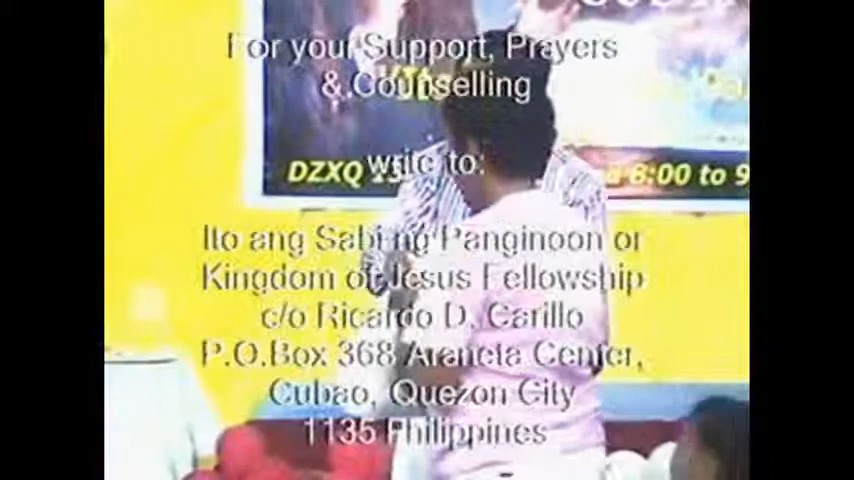 For your Support, Prayers
& Counselling
write to:
DZXQ
8:00 to 9
Ito ang Sabi ng Panginoon or
Kingdom of Jesus Fellowship
c/o Ricardo D. Carillo
P.O.Box 368 Araneta Center,
Cubao, Quezon City
1135 Philippines